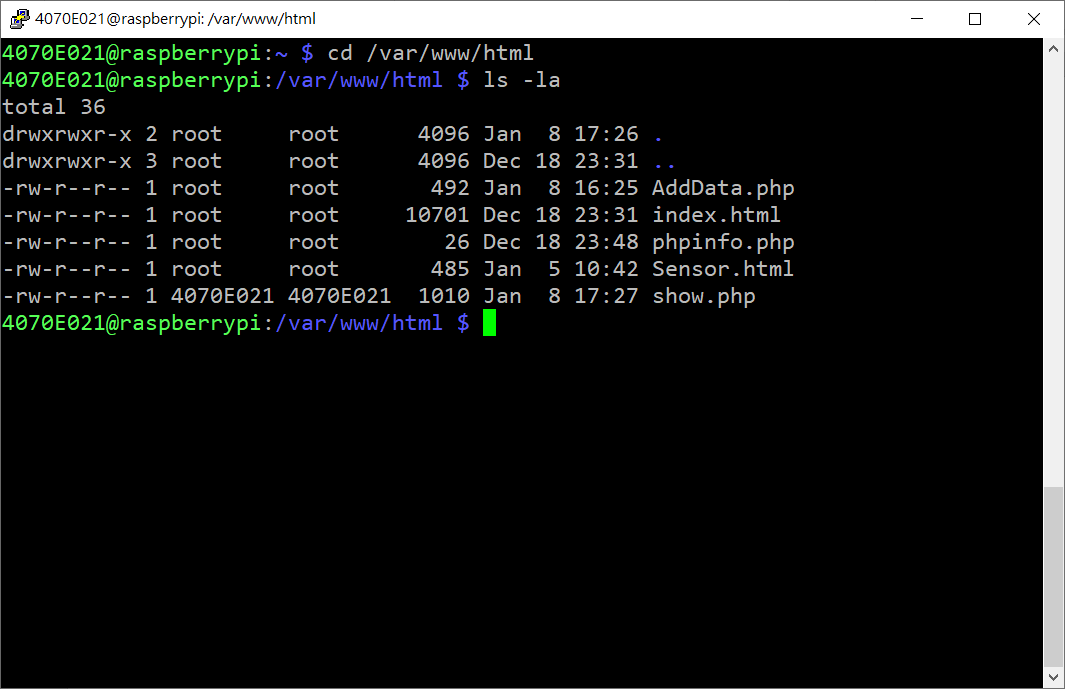 4070E021@raspberrypi: /var/www/html
4070E021@raspberrypi:~ $ cd /var/www/html
4070E021@raspberrypi:/var/www/html $ ls -la
total 36
drwxrwxr-x 2 root     root      4096 Jan  8 17:26 .
drwxrwxr-x 3 root     root      4096 Dec 18 23:31 ..
-rw-r--r-- 1 root     root       492 Jan  8 16:25 AddData.php
-rw-r--r-- 1 root     root     10701 Dec 18 23:31 index.html
-rw-r--r-- 1 root     root        26 Dec 18 23:48 phpinfo.php
-rw-r--r-- 1 root     root       485 Jan  5 10:42 Sensor.html
-rw-r--r-- 1 4070E021 4070E021  1010 Jan  8 17:27 show.php
4070E021@raspberrypi:/var/www/html $